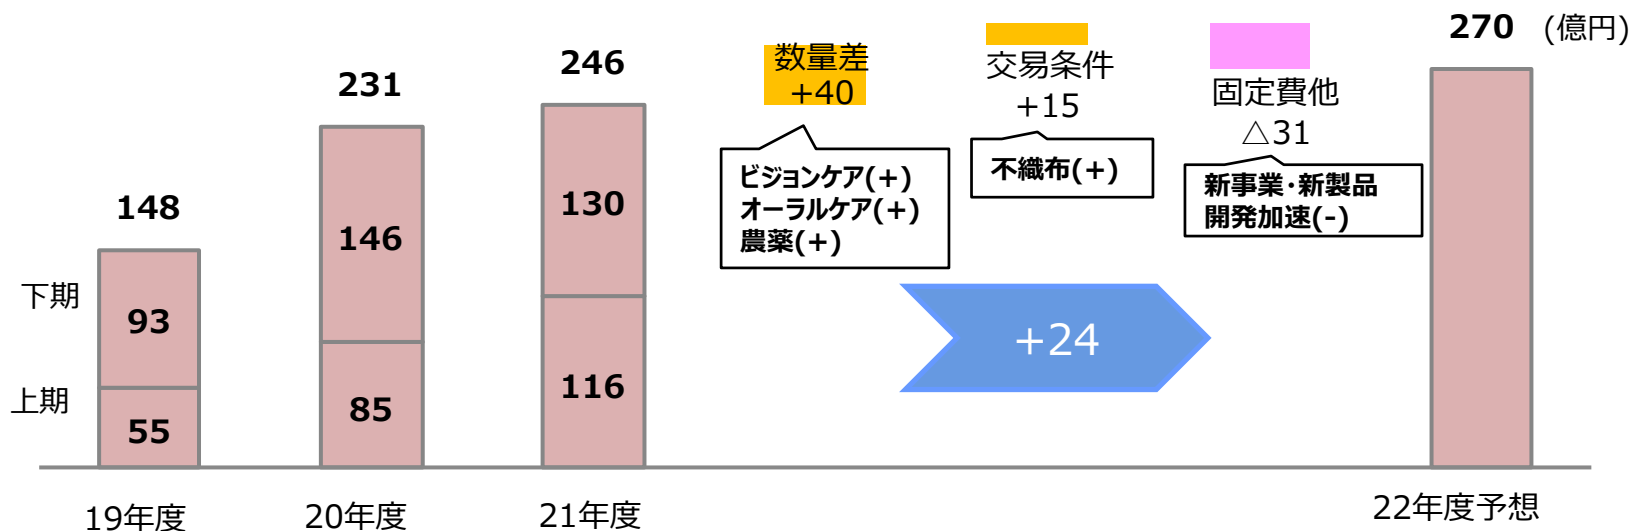 148
下期
93
上期
55
19年度
231
146
85
20年度
246
130
116
21年度
数量差
+40
ビジョンケア(+)
オーラルケア(+)
農薬(+)
交易条件
+15
不織布(+)
固定費他
△31
新事業・新製品
開発加速(-)
+24
270 (億円)
22年度予想